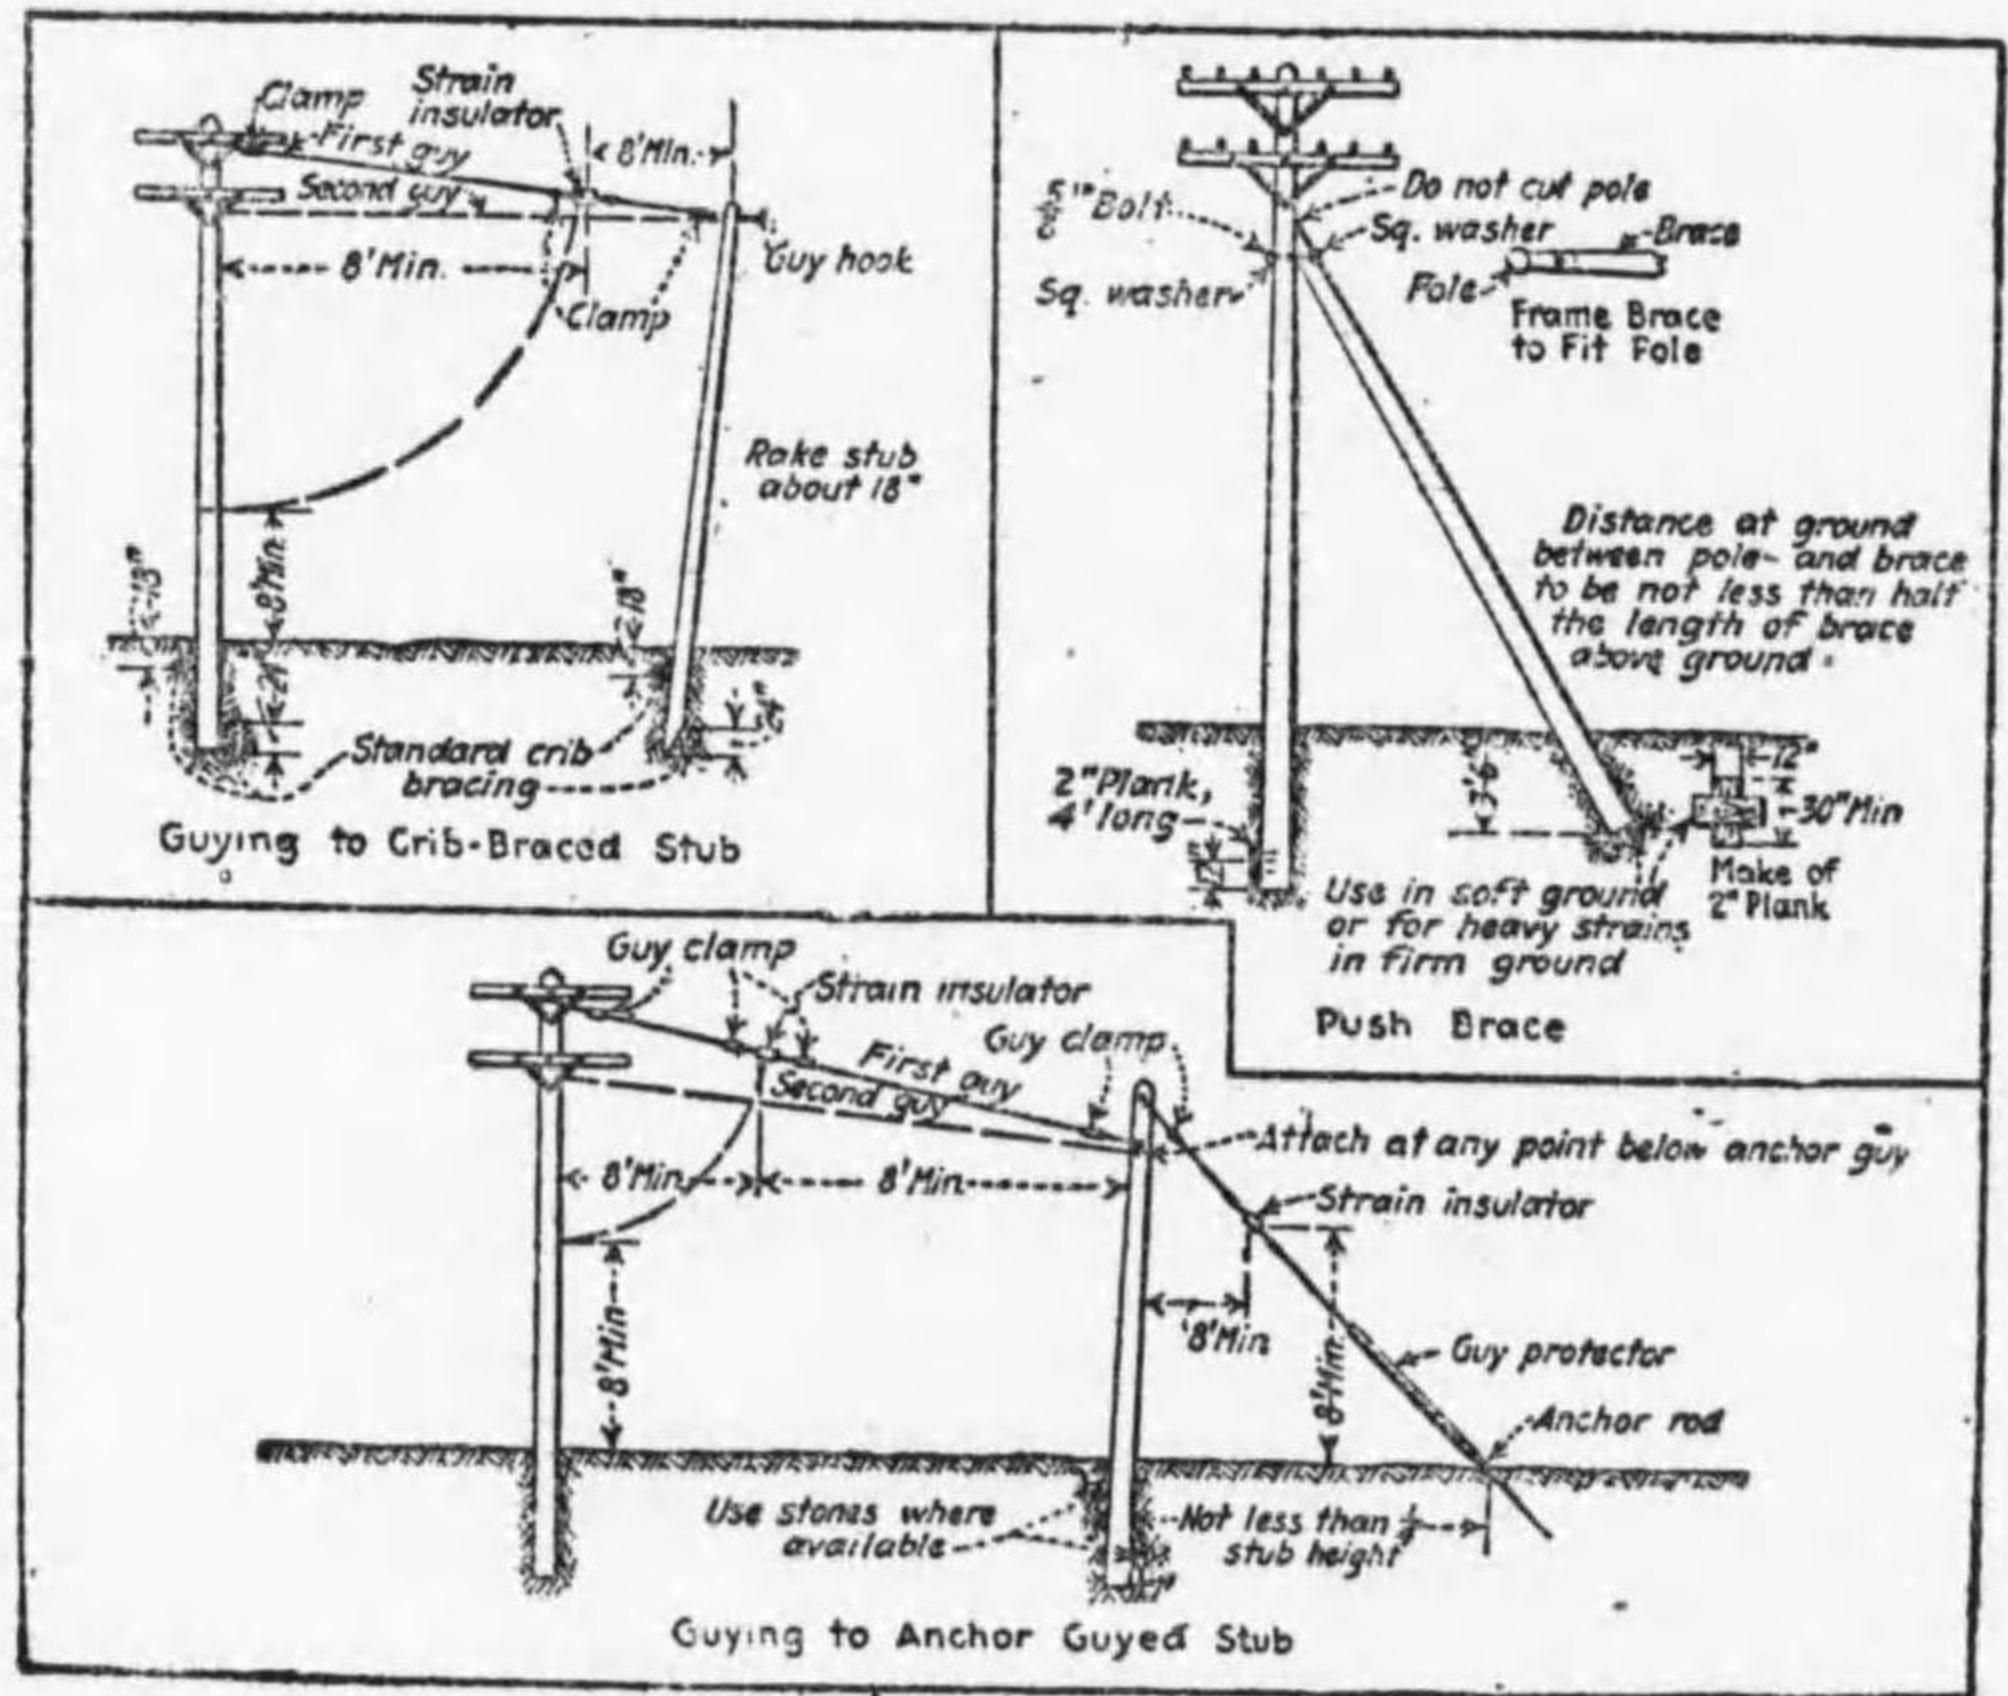 Clamp
Strain
insulator
First guy
8'Min.
Second guy
8'Min.
Guy hook
Clamp
Rake stub
about 18"
18"
8'Min
18"
Standard crib
bracing
Guying to Crib-Braced Stub
Do not cut pole
5/8" Bolt
Sq. washer
Brace
Sq. washer
Pole
Frame Brace
to Fit Pole
Distance at ground
between pole- and brace
to be not less than half
the length of brace
above ground.
2" Plank,
4' long
3'6"
12"
30" Min
Make of
2" Plank
Use in soft ground
or for heavy strains
in firm ground
Push Brace
Guy clamp
Strain insulator
Guy clamp
First guy
Second guy
Attach at any point below anchor guy
8'Min.
8'Min
Strain insulator
8'Min
8'Min
8'Min
Guy protector
Anchor rod
Use stones where
available
Not less than
stub height
Guying to Anchor Guyed Stub